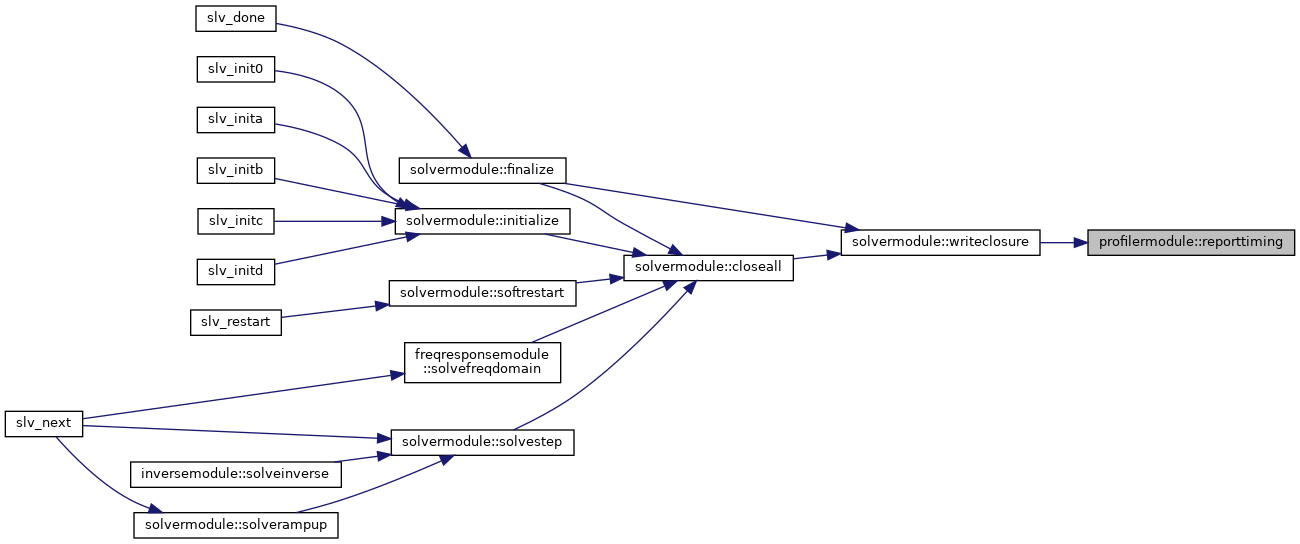 slv_done
slv_init0
slv_inita
slv_initb
solvermodule::finalize
slv_initc
solvermodule::initialize
solvermodule::writeclosure
profilermodule::reporttiming
slv_initd
solvermodule::closeall
solvermodule::softrestart
slv_restart
freqresponsemodule
::solvefreqdomain
slv_next
solvermodule::solvestep
inversemodule::solveinverse
solvermodule::solverampup